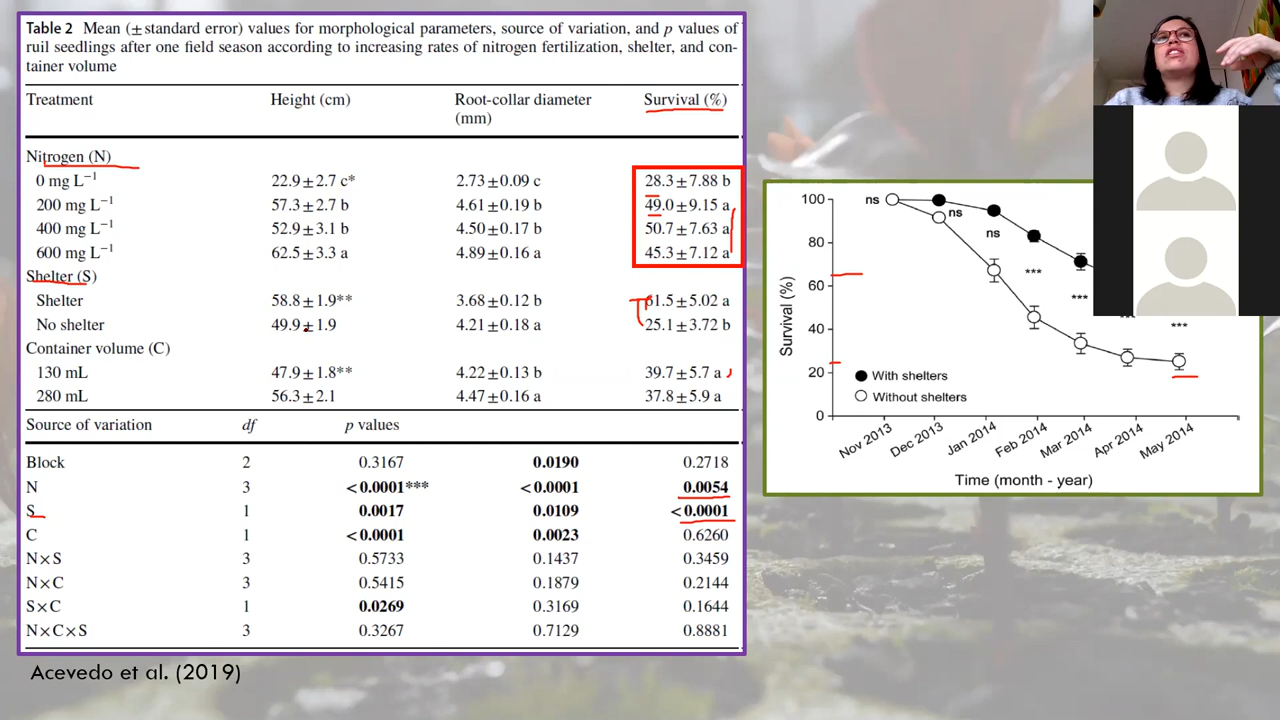 Table 2 Mean (±standard error) values for morphological parameters, source of variation, and p values of
ruil seedlings after one field season according to increasing rates of nitrogen fertilization, shelter, and con-
tainer volume
Treatment Height (cm) Root-collar diameter (mm) Survival (%)
Nitrogen (N)
0 mg L−1 22.9±2.7 c* 2.73±0.09 c 28.3±7.88 b
200 mg L−1 57.3±2.7 b 4.61±0.19 b 49.0±9.15 a
400 mg L−1 52.9±3.1 b 4.50±0.17 b 50.7±7.63 a
600 mg L−1 62.5±3.3 a 4.89±0.16 a 45.3±7.12 a
Shelter (S)
Shelter 58.8±1.9** 3.68±0.12 b 61.5±5.02 a
No shelter 49.9±1.9 4.21±0.18 a 25.1±3.72 b
Container volume (C)
130 mL 47.9±1.8** 4.22±0.13 b 39.7±5.7 a
280 mL 56.3±2.1 4.47±0.16 a 37.8±5.9 a
Source of variation df p values
Block 2 0.3167 0.0190 0.2718
N 3 <0.0001*** <0.0001 0.0054
S 1 0.0017 0.0109 <0.0001
C 1 <0.0001 0.0023 0.6260
N×S 3 0.5733 0.1437 0.3459
N×C 3 0.5415 0.1879 0.2144
S×C 1 0.0269 0.3169 0.1644
N×C×S 3 0.3267 0.7129 0.8881
Acevedo et al. (2019)
Survival (%)
100
80
60
40
20
0
ns
ns
ns
***
***
***
With shelters
Without shelters
Nov 2013
Dec 2013
Jan 2014
Feb 2014
Mar 2014
Apr 2014
May 2014
Time (month - year)